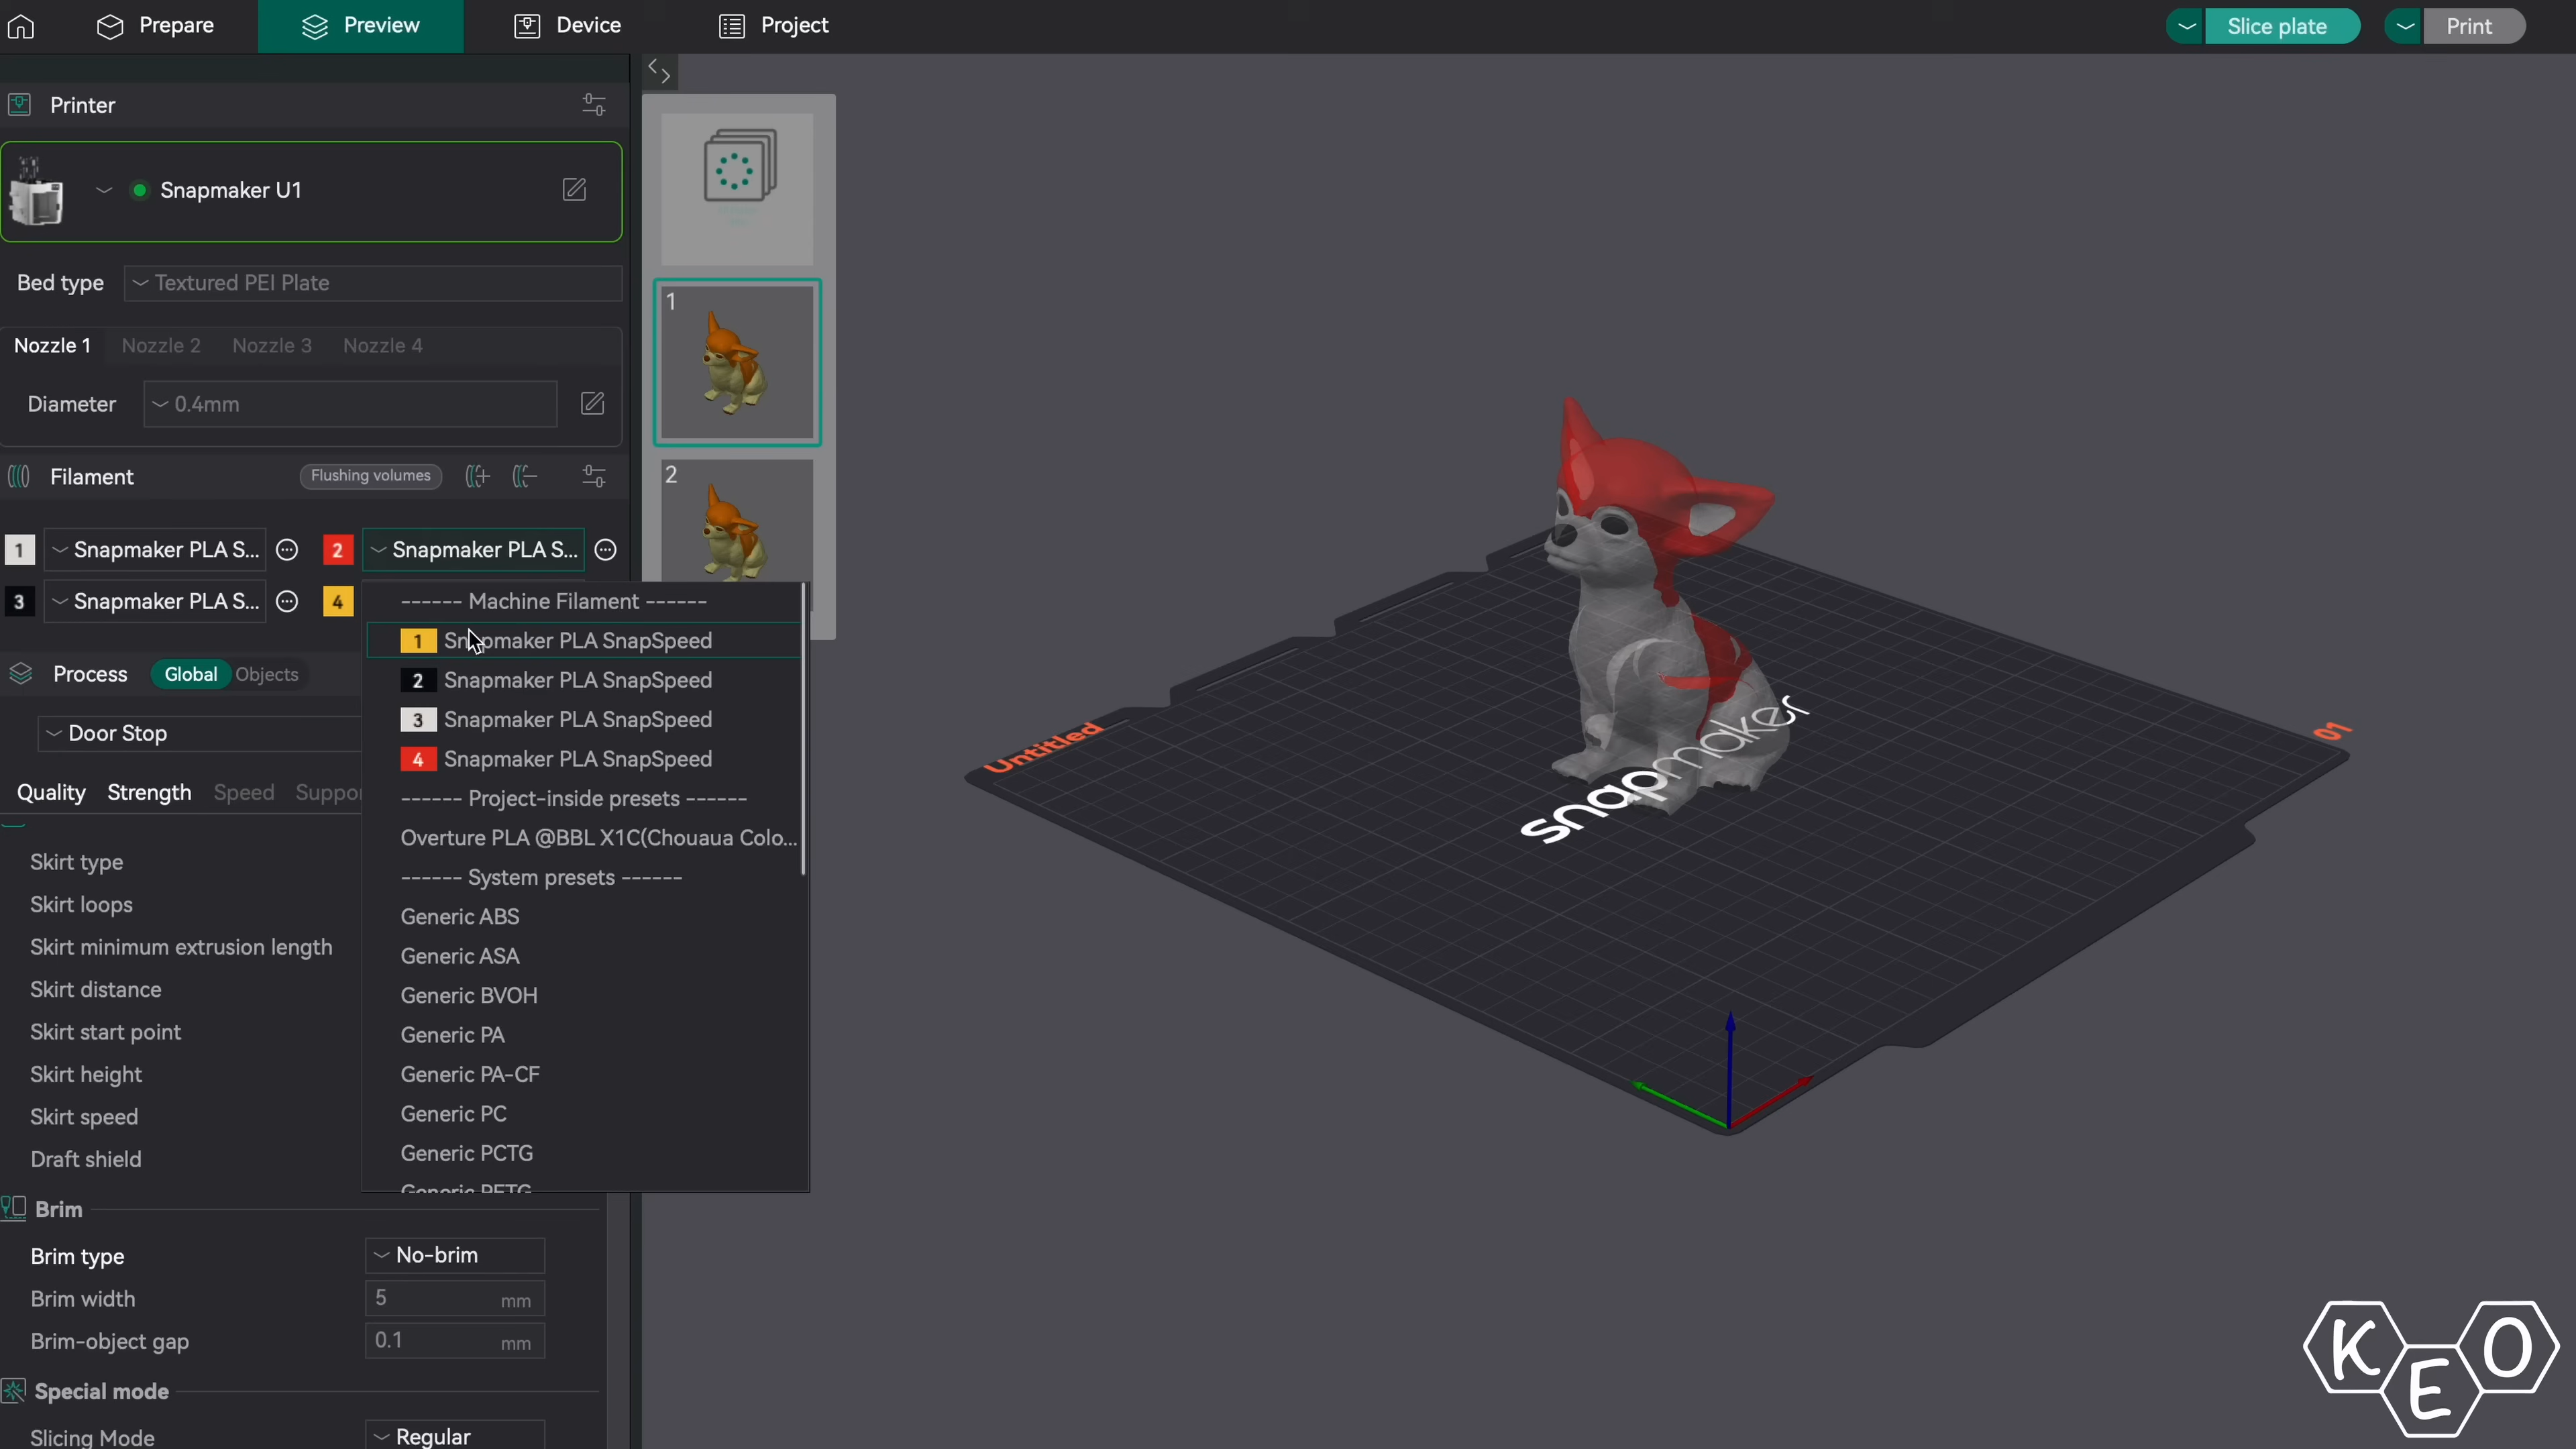 Prepare
Preview
Device
Project
Slice plate
Print
Printer
Snapmaker U1
Bed type
Textured PEI Plate
Nozzle 1
Nozzle 2
Nozzle 3
Nozzle 4
Diameter
0.4mm
Filament
Flushing volumes
1 Snapmaker PLA S...
2 Snapmaker PLA S...
3 Snapmaker PLA S...
4
------ Machine Filament ------
1 Snapmaker PLA SnapSpeed
2 Snapmaker PLA SnapSpeed
3 Snapmaker PLA SnapSpeed
4 Snapmaker PLA SnapSpeed
------ Project-inside presets ------
Overture PLA @BBL X1C(Chouaua Colo...
------ System presets ------
Generic ABS
Generic ASA
Generic BVOH
Generic PA
Generic PA-CF
Generic PC
Generic PCTG
Generic PETG
Process
Global
Objects
Door Stop
Quality
Strength
Speed
Suppor
Skirt type
Skirt loops
Skirt minimum extrusion length
Skirt distance
Skirt start point
Skirt height
Skirt speed
Draft shield
Brim
Brim type
No-brim
Brim width
5 mm
Brim-object gap
0.1 mm
Special mode
Slicing Mode
Regular
1
2
Untitled
01
snapmaker
KEO